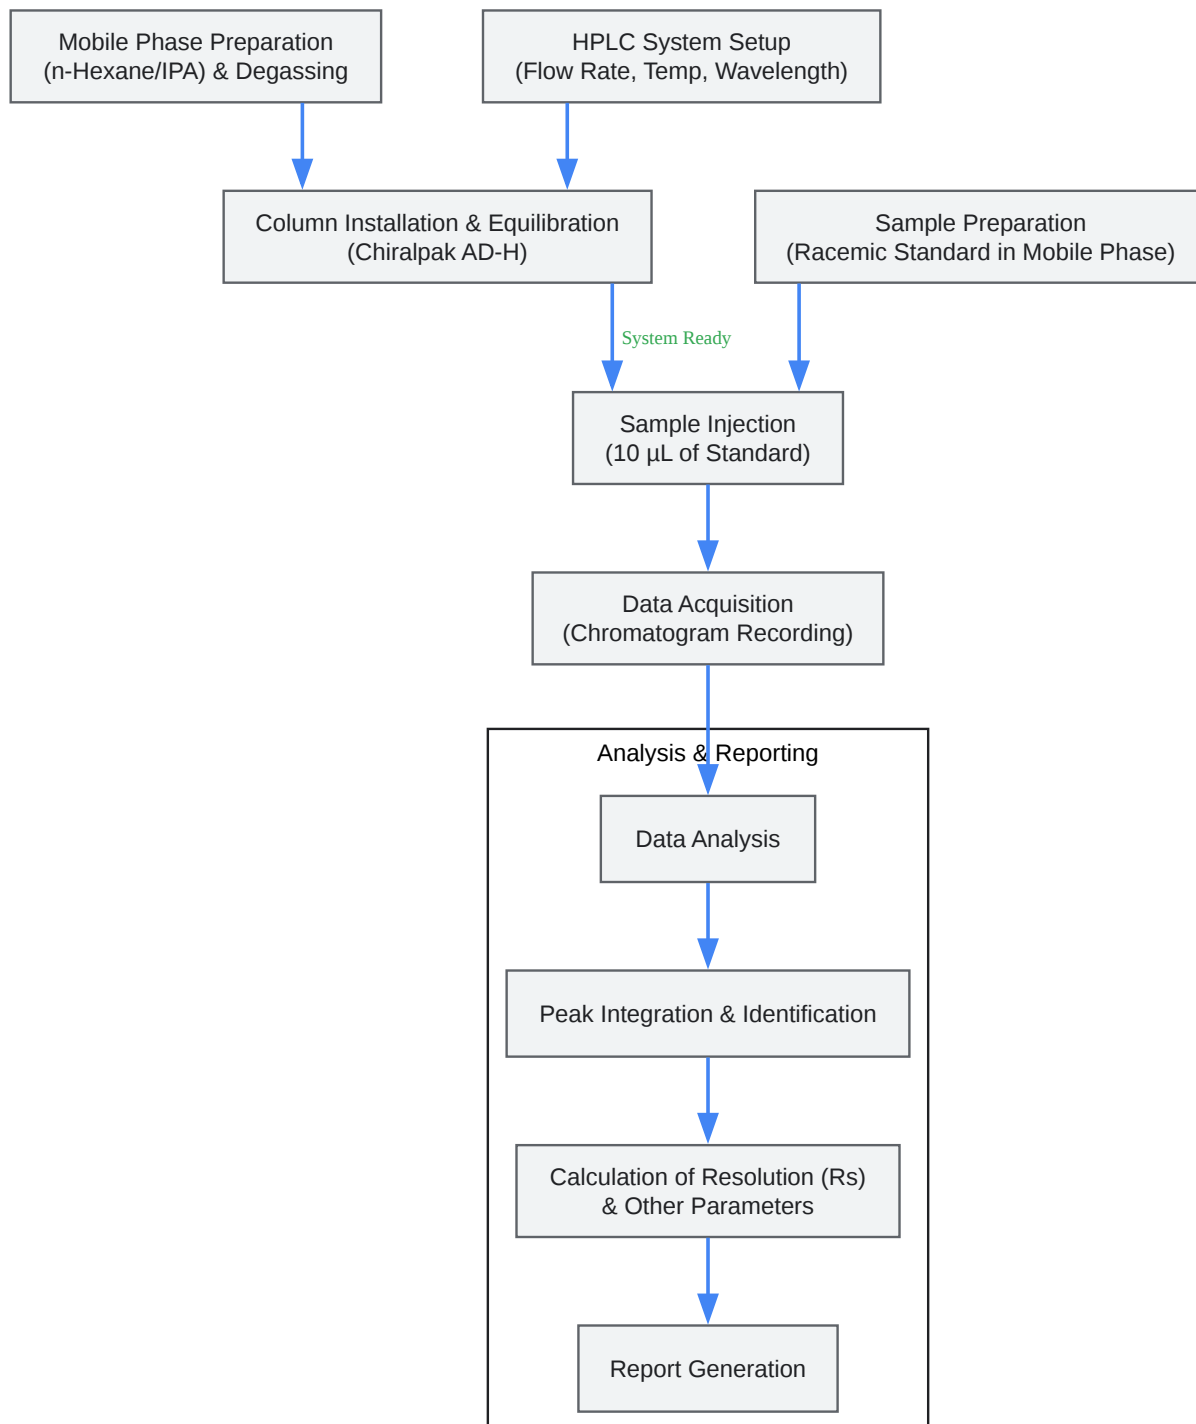 Mobile Phase Preparation
(n-Hexane/IPA) & Degassing
HPLC System Setup
(Flow Rate, Temp, Wavelength)
Column Installation & Equilibration
(Chiralpak AD-H)
Sample Preparation
(Racemic Standard in Mobile Phase)
System Ready
Sample Injection
(10 µL of Standard)
Data Acquisition
(Chromatogram Recording)
Analysis & Reporting
Data Analysis
Peak Integration & Identification
Calculation of Resolution (Rs)
& Other Parameters
Report Generation